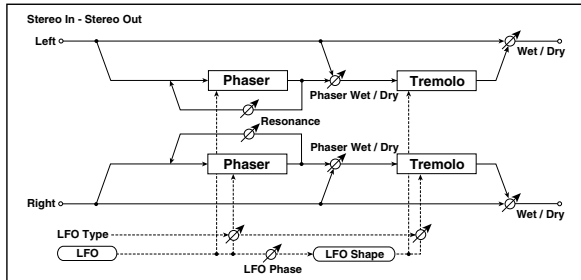 Stereo In - Stereo Out
Left
Wet / Dry
Phaser
Tremolo
Phaser Wet / Dry
Resonance
Phaser Wet / Dry
Phaser
Tremolo
Right
Wet / Dry
LFO Type
LFO
LFO Shape
LFO Phase